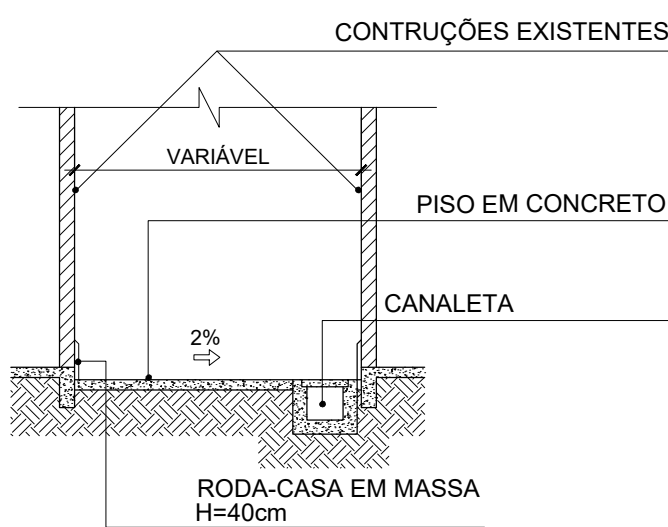 CONTRUÇÕES EXISTENTES
VARIÁVEL
PISO EM CONCRETO
CANALETA
2%
RODA-CASA EM MASSA
H=40cm